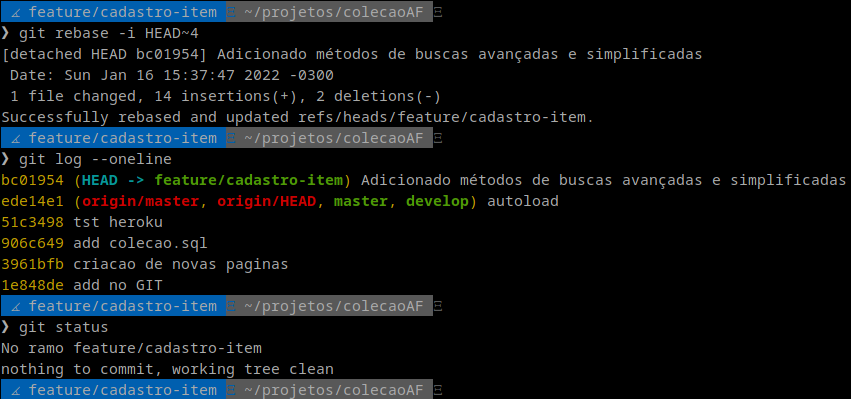 ∡ feature/cadastro-item Ξ ~/projetos/colecaoAF Ξ
❯ git rebase -i HEAD~4
[detached HEAD bc01954] Adicionado métodos de buscas avançadas e simplificadas
 Date: Sun Jan 16 15:37:47 2022 -0300
 1 file changed, 14 insertions(+), 2 deletions(-)
Successfully rebased and updated refs/heads/feature/cadastro-item.
∡ feature/cadastro-item Ξ ~/projetos/colecaoAF Ξ
❯ git log --oneline
bc01954 (HEAD -> feature/cadastro-item) Adicionado métodos de buscas avançadas e simplificadas
ede14e1 (origin/master, origin/HEAD, master, develop) autoload
51c3498 tst heroku
906c649 add colecao.sql
3961bfb criacao de novas paginas
1e848de add no GIT
∡ feature/cadastro-item Ξ ~/projetos/colecaoAF Ξ
❯ git status
No ramo feature/cadastro-item
nothing to commit, working tree clean
∡ feature/cadastro-item Ξ ~/projetos/colecaoAF Ξ